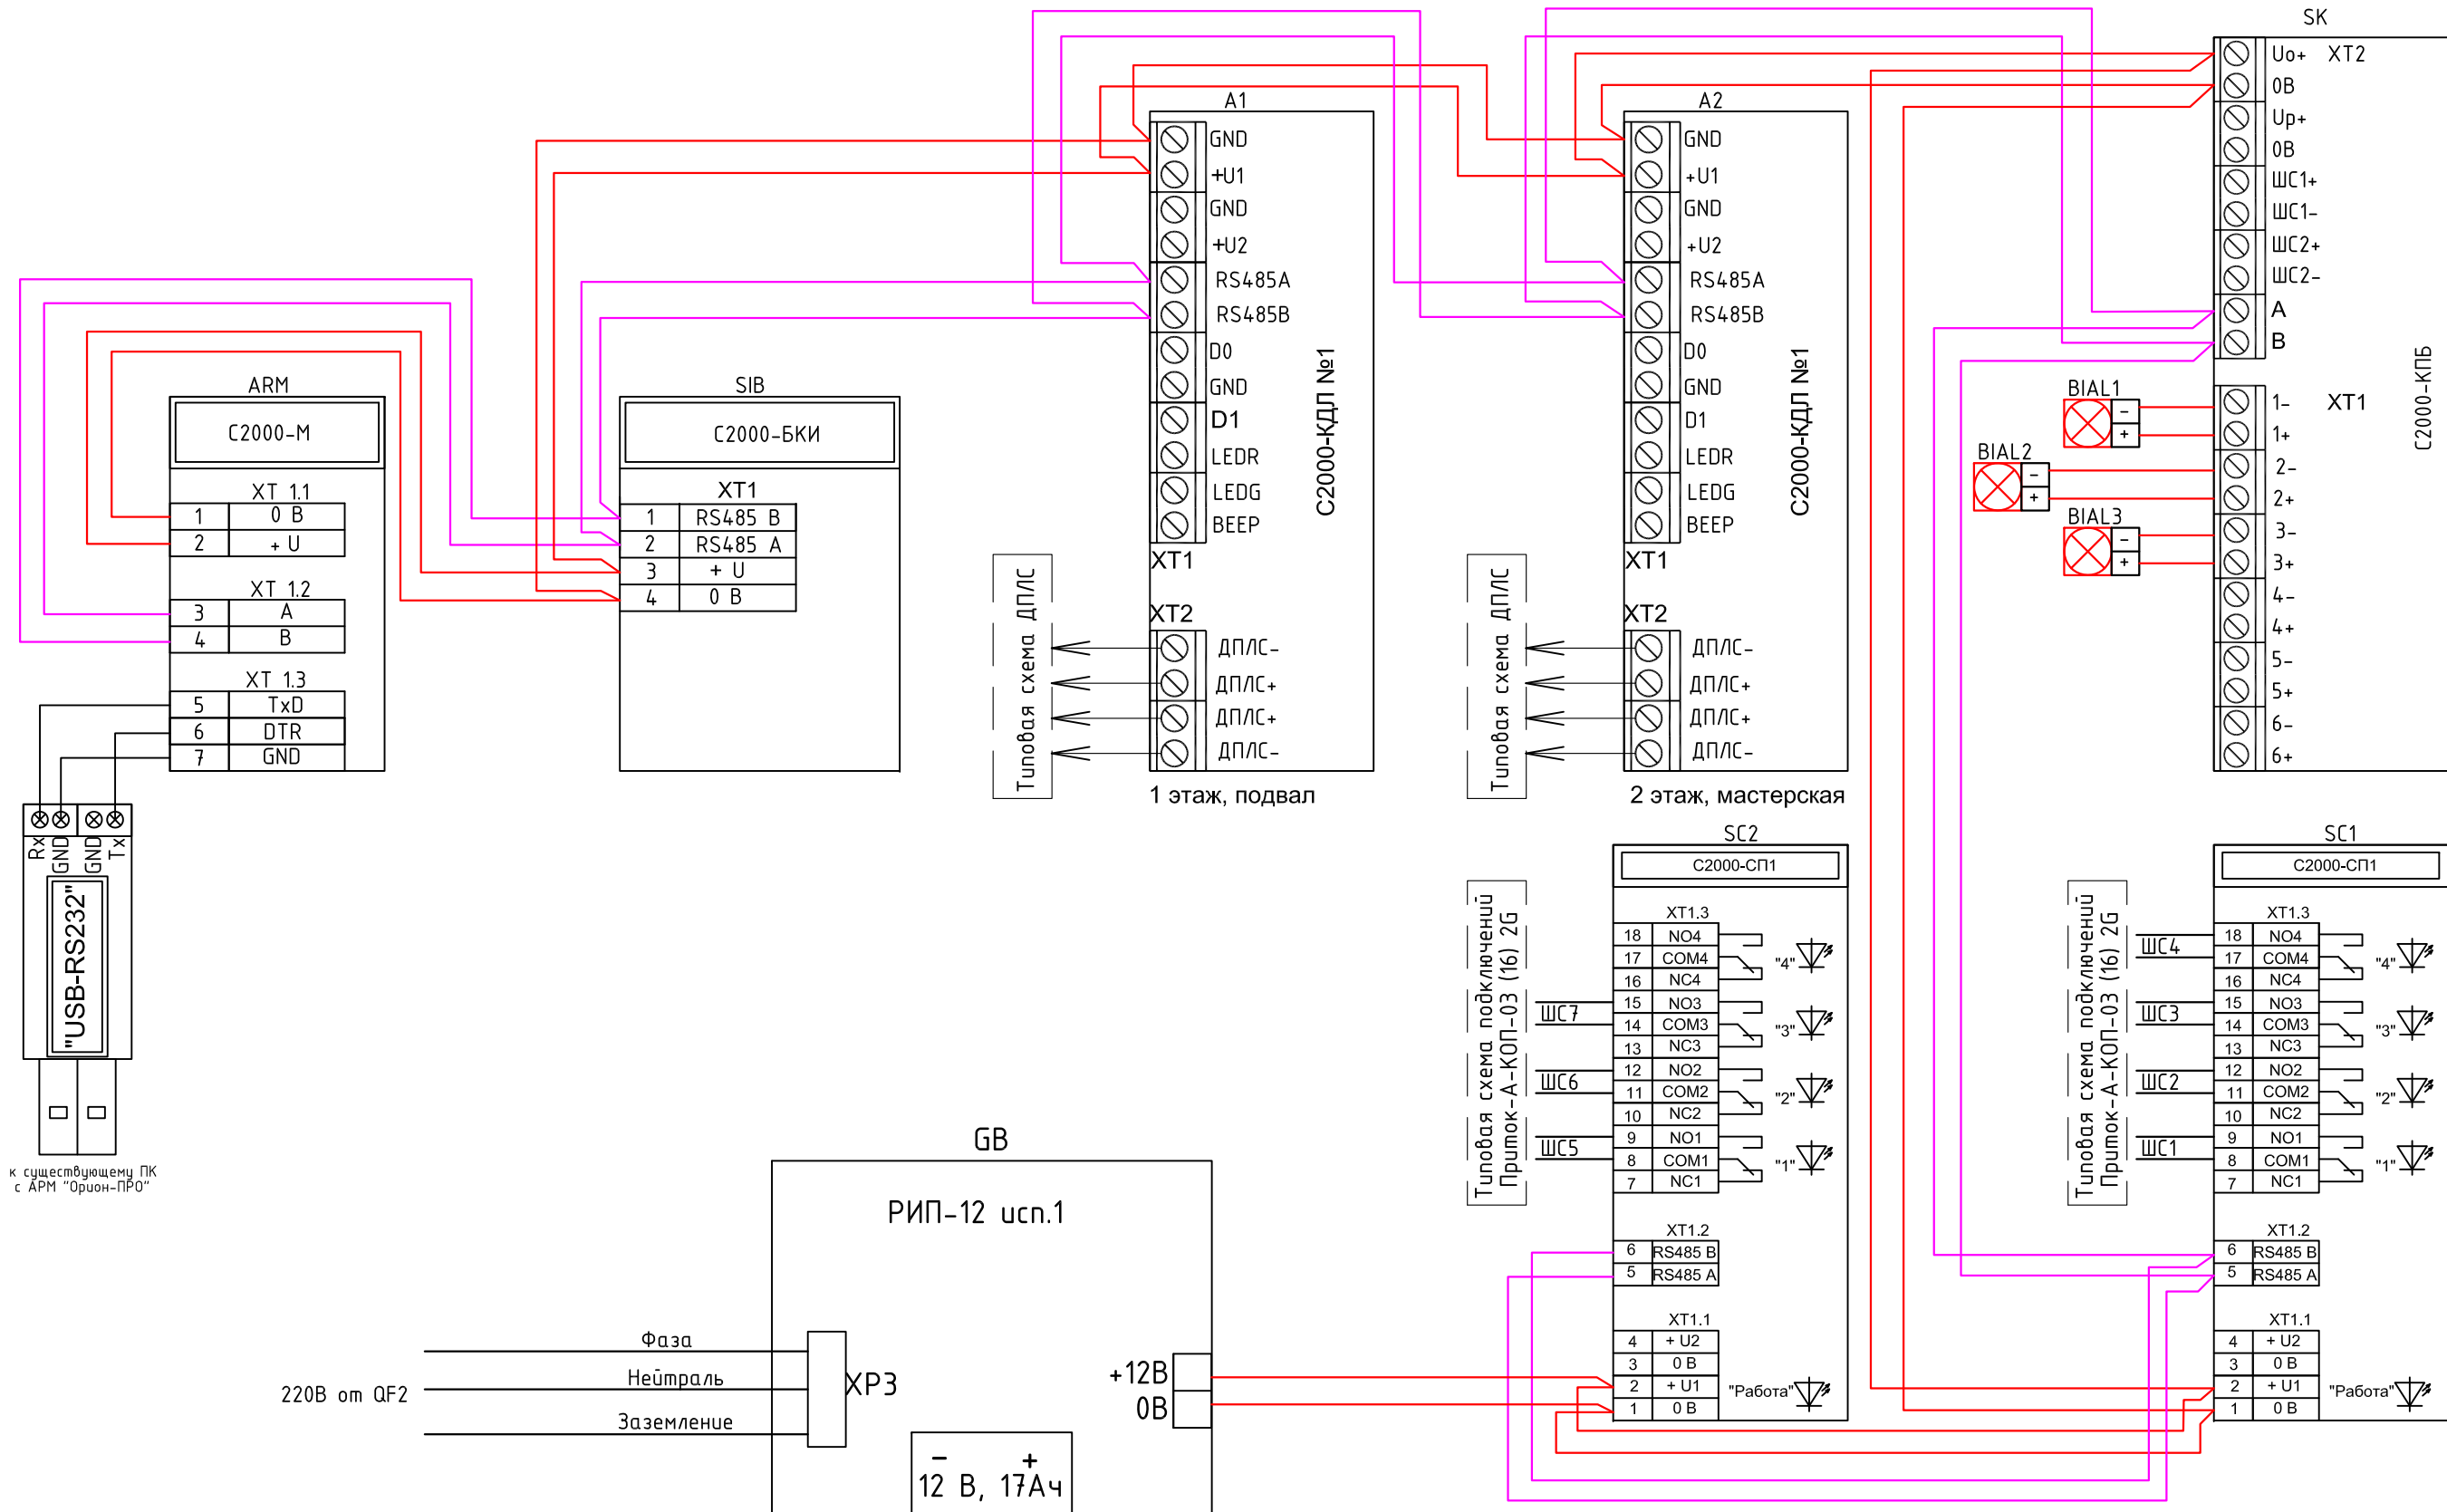 ARM
С2000-М
XT 1.1
1 0 В
2 + U
XT 1.2
3 A
4 B
XT 1.3
5 TxD
6 DTR
7 GND
Rx
GND
GND
Tx
"USB-RS232"
к существующему ПК
с АРМ "Орион-ПРО"
SIB
С2000-БКИ
XT1
1 RS485 B
2 RS485 A
3 + U
4 0 В
A1
GND
+U1
GND
+U2
RS485A
RS485B
D0
GND
D1
LEDR
LEDG
BEEP
XT1
XT2
ДПЛС-
ДПЛС+
ДПЛС+
ДПЛС-
С2000-КДЛ №1
Типовая схема ДПЛС
1 этаж, подвал
A2
GND
+U1
GND
+U2
RS485A
RS485B
D0
GND
D1
LEDR
LEDG
BEEP
XT1
XT2
ДПЛС-
ДПЛС+
ДПЛС+
ДПЛС-
С2000-КДЛ №1
Типовая схема ДПЛС
2 этаж, мастерская
SK
Uo+ XT2
0В
Up+
0В
ШС1+
ШС1-
ШС2+
ШС2-
A
B
1- XT1
1+
2-
2+
3-
3+
4-
4+
5-
5+
6-
6+
С2000-КПБ
BIAL1
-
+
BIAL2
-
+
BIAL3
-
+
SC2
С2000-СП1
XT1.3
18 NO4
17 COM4 "4"
16 NC4
15 NO3
14 COM3 "3"
13 NC3
12 NO2
11 COM2 "2"
10 NC2
9 NO1
8 COM1 "1"
7 NC1
XT1.2
6 RS485 B
5 RS485 A
XT1.1
4 + U2
3 0 В
2 + U1 "Работа"
1 0 В
ШС7
ШС6
ШС5
Типовая схема подключений
Приток-А-КОП-03 (16) 2G
SC1
С2000-СП1
XT1.3
18 NO4
17 COM4 "4"
16 NC4
15 NO3
14 COM3 "3"
13 NC3
12 NO2
11 COM2 "2"
10 NC2
9 NO1
8 COM1 "1"
7 NC1
XT1.2
6 RS485 B
5 RS485 A
XT1.1
4 + U2
3 0 В
2 + U1 "Работа"
1 0 В
ШС4
ШС3
ШС2
ШС1
Типовая схема подключений
Приток-А-КОП-03 (16) 2G
GB
РИП-12 исп.1
Фаза
Нейтраль
Заземление
220В от QF2
XP3
+12В
0В
- +
12 В, 17Ач